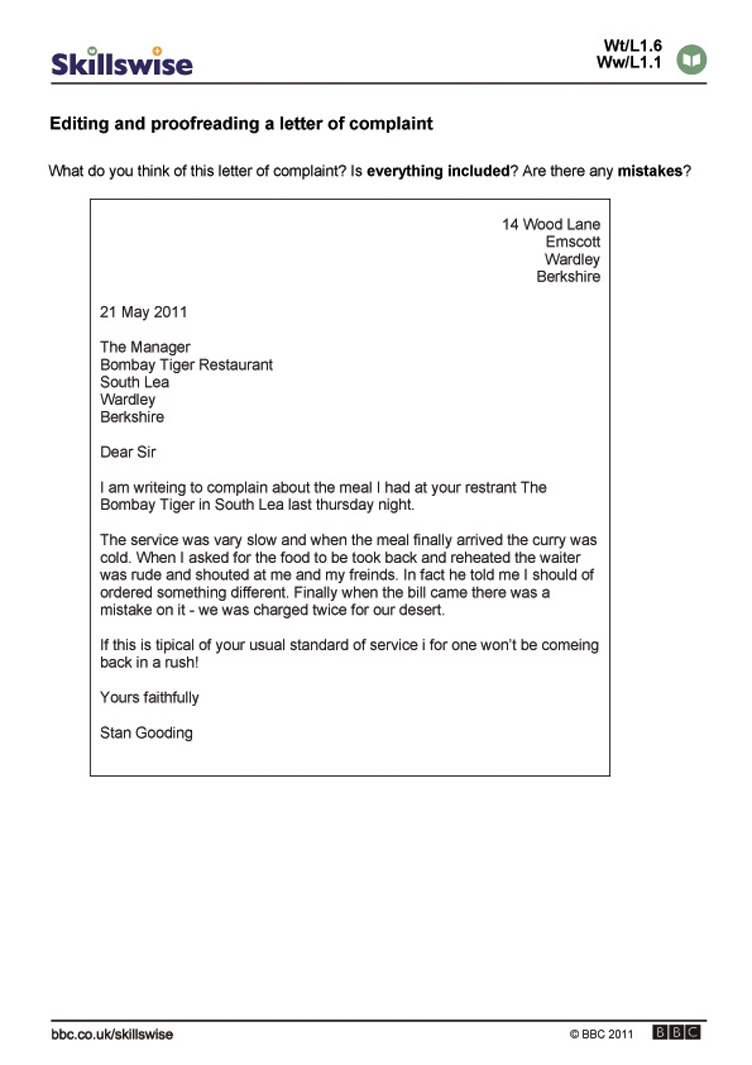 Skillswise
Wt/L1.6
Ww/L1.1
Editing and proofreading a letter of complaint
What do you think of this letter of complaint? Is everything included? Are there any mistakes?
14 Wood Lane
Emscott
Wardley
Berkshire
21 May 2011
The Manager
Bombay Tiger Restaurant
South Lea
Wardley
Berkshire
Dear Sir
I am writeing to complain about the meal I had at your restrant The
Bombay Tiger in South Lea last thursday night.
The service was vary slow and when the meal finally arrived the curry was
cold. When I asked for the food to be took back and reheated the waiter
was rude and shouted at me and my freinds. In fact he told me I should of
ordered something different. Finally when the bill came there was a
mistake on it - we was charged twice for our desert.
If this is tipical of your usual standard of service i for one won't be comeing
back in a rush!
Yours faithfully
Stan Gooding
bbc.co.uk/skillswise
© BBC 2011 BBC